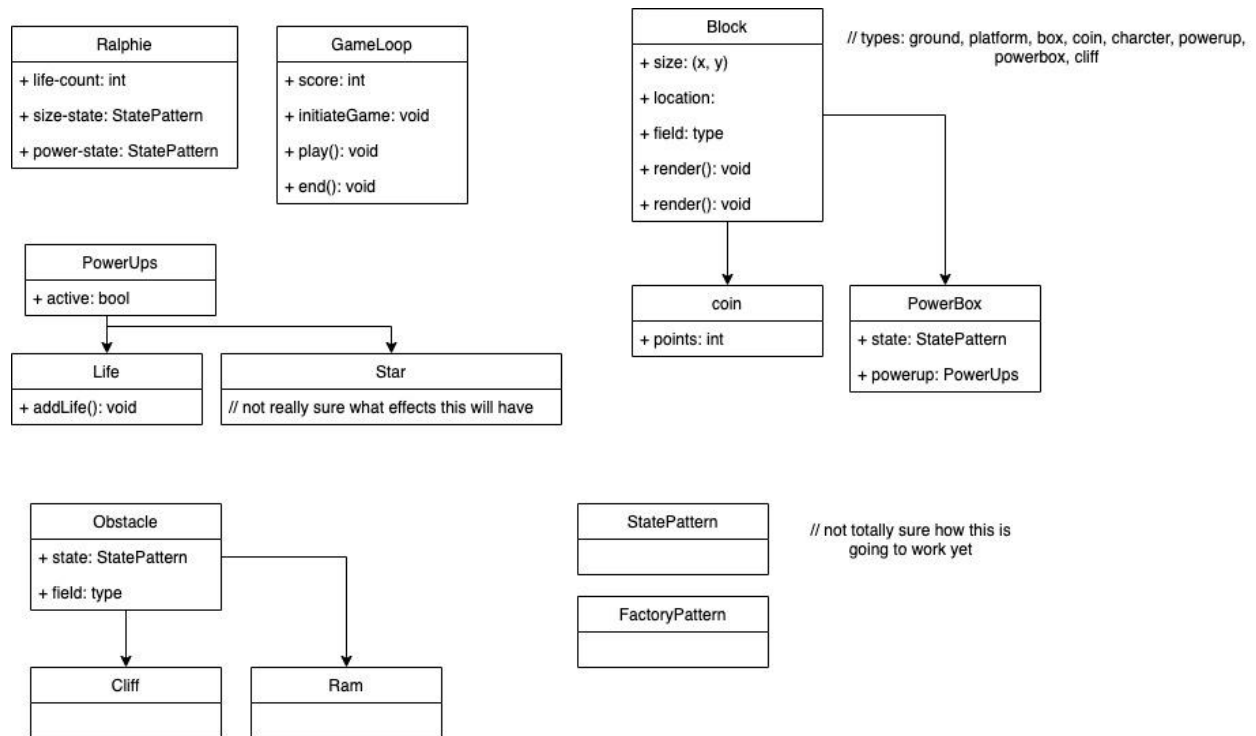 Ralphie
+ life-count: int
+ size-state: StatePattern
+ power-state: StatePattern
GameLoop
+ score: int
+ initiateGame: void
+ play(): void
+ end(): void
Block
+ size: (x, y)
+ location:
+ field: type
+ render(): void
+ render(): void
// types: ground, platform, box, coin, charcter, powerup,
powerbox, cliff
PowerUps
+ active: bool
Life
+ addLife(): void
Star
// not really sure what effects this will have
coin
+ points: int
PowerBox
+ state: StatePattern
+ powerup: PowerUps
Obstacle
+ state: StatePattern
+ field: type
Cliff
Ram
StatePattern
// not totally sure how this is
going to work yet
FactoryPattern